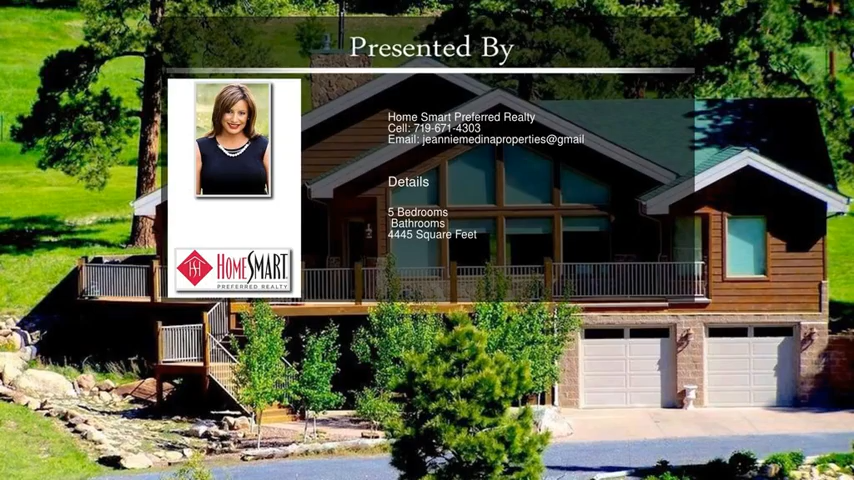 Presented By
Home Smart Preferred Realty
Cell: 719-671-4303
Email: jeanniemedinaproperties@gmail
Details
5 Bedrooms
Bathrooms
4445 Square Feet
HOMESMART
PREFERRED REALTY